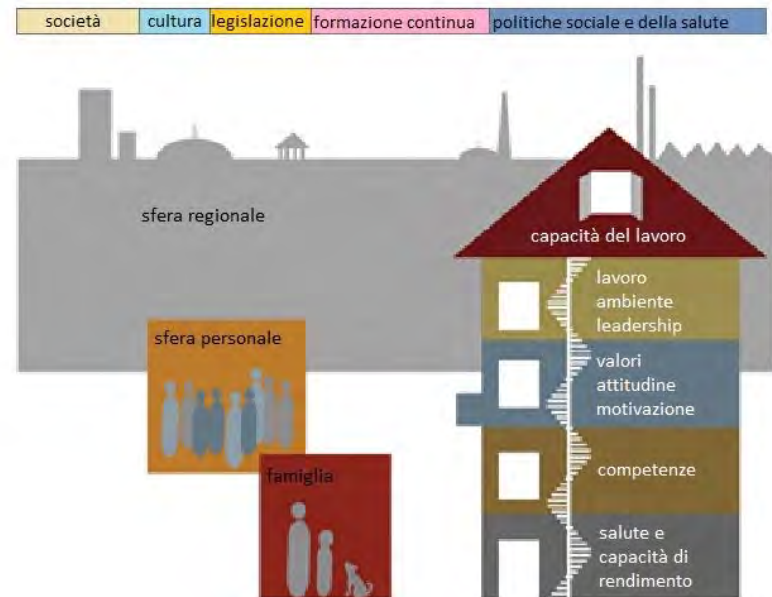 società cultura legislazione formazione continua politiche sociale e della salute
sfera regionale
capacità del lavoro
lavoro
ambiente
leadership
sfera personale
valori
attitudine
motivazione
famiglia
competenze
salute e
capacità di
rendimento